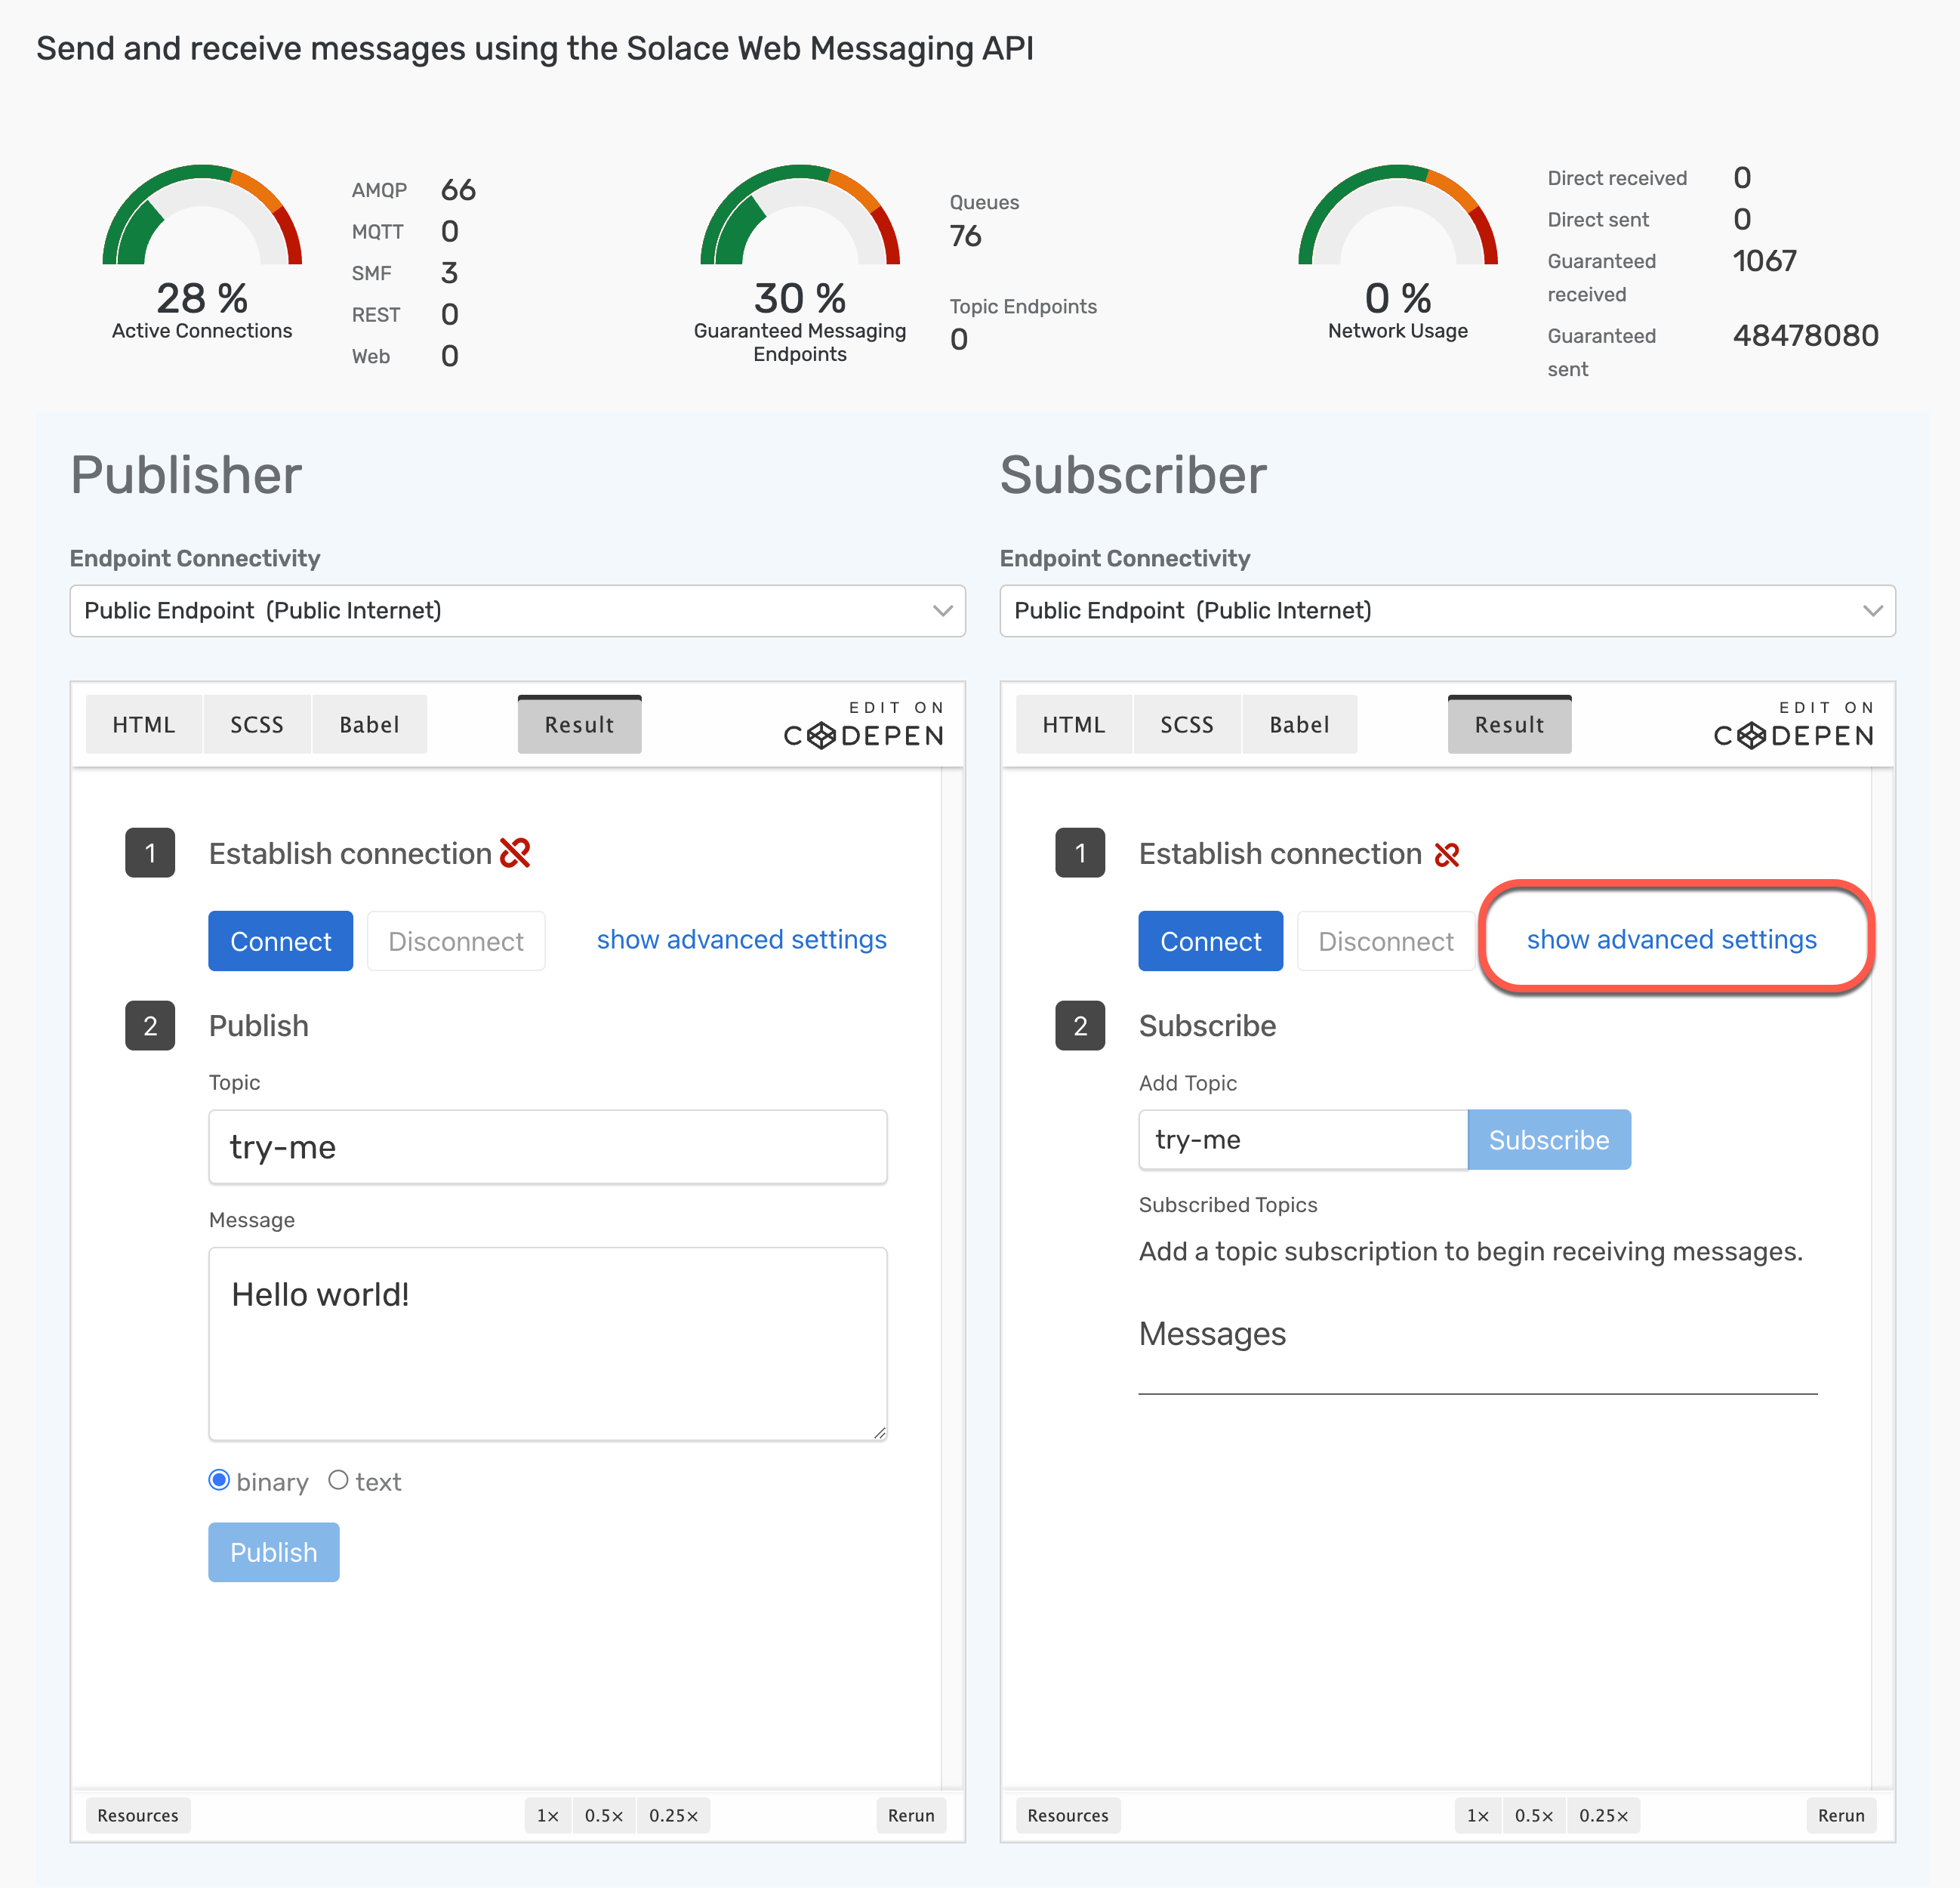 Send and receive messages using the Solace Web Messaging API
28 %
Active Connections
AMQP 66
MQTT 0
SMF 3
REST 0
Web 0
30 %
Guaranteed Messaging
Endpoints
Queues
76
Topic Endpoints
0
0 %
Network Usage
Direct received 0
Direct sent 0
Guaranteed received 1067
Guaranteed sent 48478080
Publisher
Endpoint Connectivity
Public Endpoint (Public Internet)
HTML SCSS Babel Result EDIT ON
CODEPEN
1 Establish connection
Connect Disconnect show advanced settings
2 Publish
Topic
try-me
Message
Hello world!
binary text
Publish
Resources 1× 0.5× 0.25× Rerun
Subscriber
Endpoint Connectivity
Public Endpoint (Public Internet)
HTML SCSS Babel Result EDIT ON
CODEPEN
1 Establish connection
Connect Disconnect show advanced settings
2 Subscribe
Add Topic
try-me Subscribe
Subscribed Topics
Add a topic subscription to begin receiving messages.
Messages
Resources 1× 0.5× 0.25× Rerun